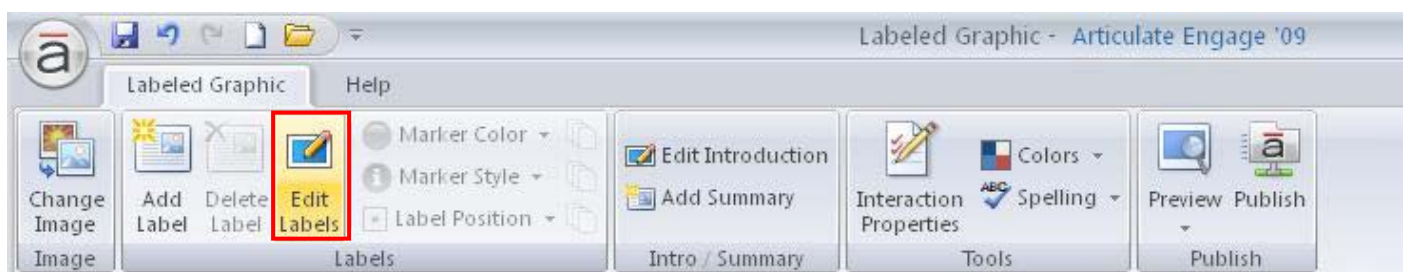 Labeled Graphic - Articulate Engage '09
ā
Labeled Graphic Help
Change Image
Add Label
Delete Label
Edit Labels
Marker Color
Marker Style
Label Position
Edit Introduction
Add Summary
Interaction Properties
Colors
ABC Spelling
Preview
ā
Publish
Image
Labels
Intro / Summary
Tools
Publish